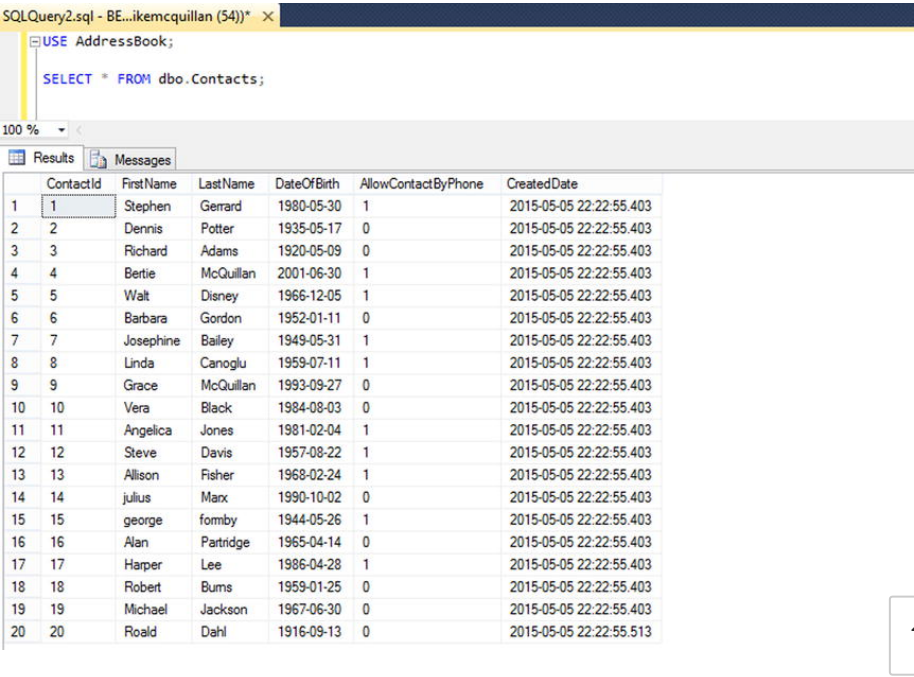 SQLQuery2.sql - BE...ikemcquillan (54))* ×
USE AddressBook;
SELECT * FROM dbo.Contacts;
100 %
Results Messages
ContactId FirstName LastName DateOfBirth AllowContactByPhone CreatedDate
1 1 Stephen Gerrard 1980-05-30 1 2015-05-05 22:22:55.403
2 2 Dennis Potter 1935-05-17 0 2015-05-05 22:22:55.403
3 3 Richard Adams 1920-05-09 0 2015-05-05 22:22:55.403
4 4 Bertie McQuillan 2001-06-30 1 2015-05-05 22:22:55.403
5 5 Walt Disney 1966-12-05 1 2015-05-05 22:22:55.403
6 6 Barbara Gordon 1952-01-11 0 2015-05-05 22:22:55.403
7 7 Josephine Bailey 1949-05-31 1 2015-05-05 22:22:55.403
8 8 Linda Canoglu 1959-07-11 1 2015-05-05 22:22:55.403
9 9 Grace McQuillan 1993-09-27 0 2015-05-05 22:22:55.403
10 10 Vera Black 1984-08-03 0 2015-05-05 22:22:55.403
11 11 Angelica Jones 1981-02-04 1 2015-05-05 22:22:55.403
12 12 Steve Davis 1957-08-22 1 2015-05-05 22:22:55.403
13 13 Allison Fisher 1968-02-24 1 2015-05-05 22:22:55.403
14 14 julius Marx 1990-10-02 0 2015-05-05 22:22:55.403
15 15 george formby 1944-05-26 1 2015-05-05 22:22:55.403
16 16 Alan Partridge 1965-04-14 0 2015-05-05 22:22:55.403
17 17 Harper Lee 1986-04-28 1 2015-05-05 22:22:55.403
18 18 Robert Burns 1959-01-25 0 2015-05-05 22:22:55.403
19 19 Michael Jackson 1967-06-30 0 2015-05-05 22:22:55.403
20 20 Roald Dahl 1916-09-13 0 2015-05-05 22:22:55.513